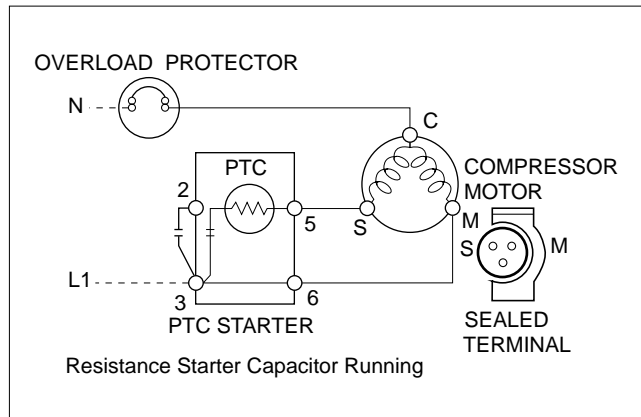 OVERLOAD PROTECTOR
N
C
PTC
COMPRESSOR
MOTOR
2
5
S
M
S
M
L1
3
6
PTC STARTER
SEALED
TERMINAL
Resistance Starter Capacitor Running